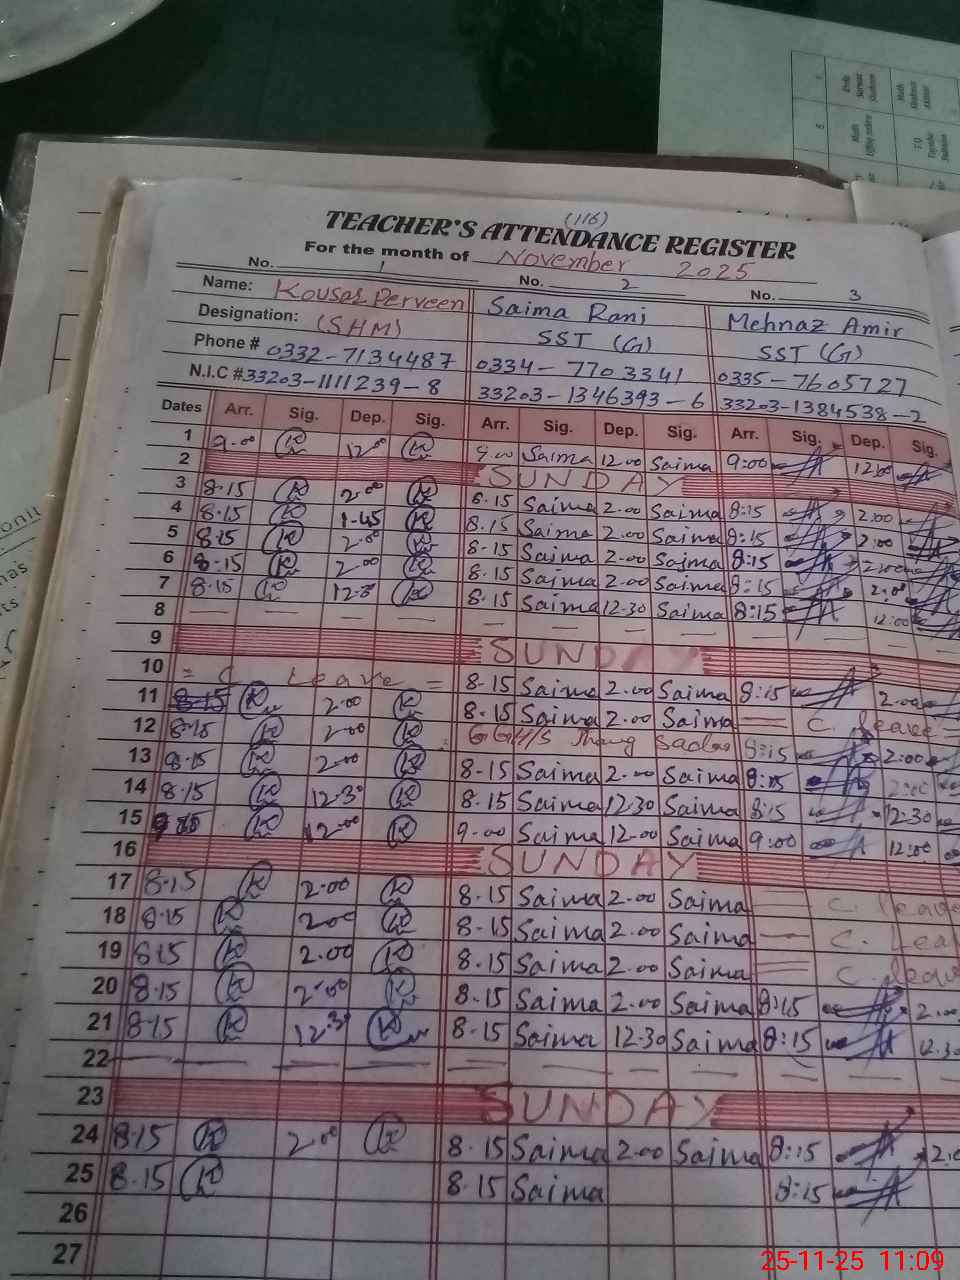 (116)
TEACHER'S ATTENDANCE REGISTER
For the month of November 2025
No. 1 No. 2 No. 3
Name: Kousar Perveen Saima Rani Mehnaz Amir
Designation: (SHM) SST (G) SST (G)
Phone # 0332-7134487 0334-7703341 0335-7605727
N.I.C # 33203-1111239-8 33203-1346393-6 33203-1384538-2
Dates Arr. Sig. Dep. Sig. Arr. Sig. Dep. Sig. Arr. Sig. Dep. Sig.
1 9-00 K 12-00 K 9.00 Saima 12.00 Saima 9:00 12:00
2 SUNDAY
3 8-15 K 2-00 K 8.15 Saima 2.00 Saima 8:15 2:00
4 8-15 K 1-45 K 8.15 Saima 2.00 Saima 8:15 2:00
5 8-15 K 2-00 K 8-15 Saima 2.00 Saima 8:15
6 8-15 K 2-00 K 8.15 Saima 2.00 Saima 8:15 2:00
7 8-15 K 12-3 K 8.15 Saima 12-30 Saima 8:15 12:00
8 — — — — — — — — — — —
9 SUNDAY
10 = C Leave = 8-15 Saima 2.00 Saima 8:15 2.00
11 8-15 K 2-00 K 8.15 Saima 2.00 Saima — C. leave =
12 8-15 K 2-00 K GGH/S Jhang Sadar 8:15 2:00
13 8-15 K 2-00 K 8-15 Saima 2.00 Saima 8:15 2:00
14 8-15 K 12-30 K 8-15 Saima 12-30 Saima 8:15 12-30
15 K 12-00 K 9-00 Saima 12-00 Saima 9:00 12:00
16 SUNDAY
17 8-15 K 2-00 K 8.15 Saima 2.00 Saima — C. leave
18 8-15 K 2-00 K 8-15 Saima 2.00 Saima — C. Lea
19 8-15 K 2.00 K 8.15 Saima 2.00 Saima — C. leav
20 8-15 K 2-00 K 8-15 Saima 2.00 Saima 8:15 2.00
21 8-15 K 12-30 K 8-15 Saima 12-30 Saima 8:15 12.30
22 — — — — — — — — — — —
23 SUNDAY
24 8-15 K 2-00 K 8.15 Saima 2.00 Saima 8:15 2.0
25 8-15 K 8.15 Saima 8:15
26
27
25-11-25 11:09